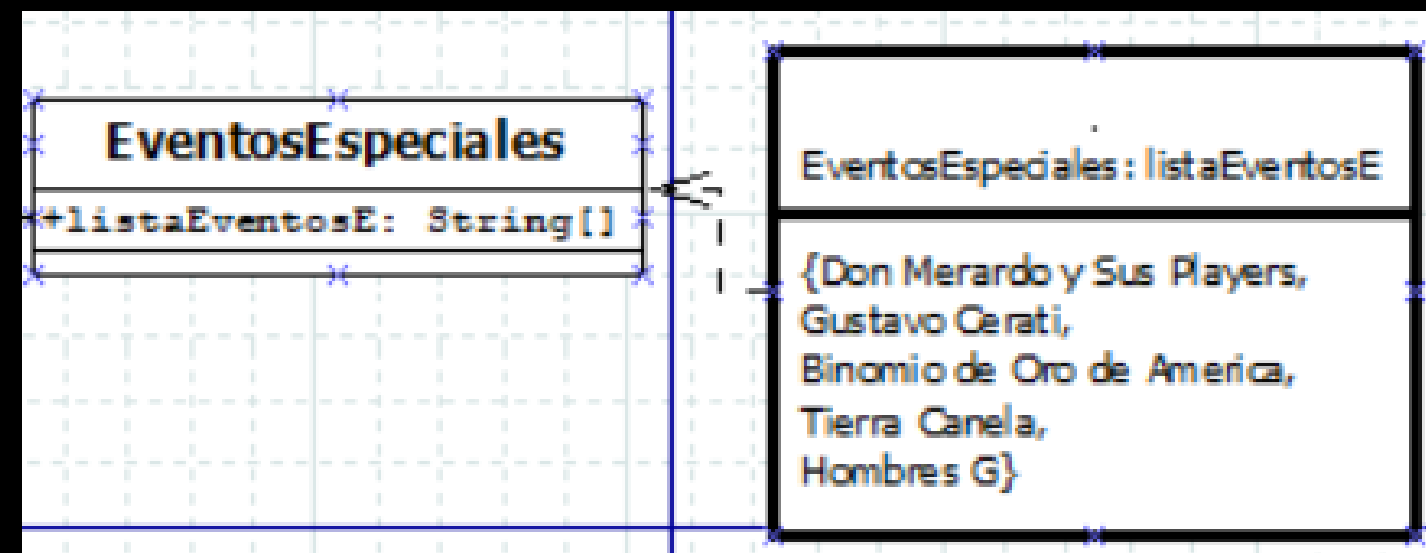 EventosEspeciales
+listaEventosE: String[]
EventosEspeciales: listaEventosE
{Don Merardo y Sus Players,
Gustavo Cerati,
Binomio de Oro de America,
Tierra Canela,
Hombres G}